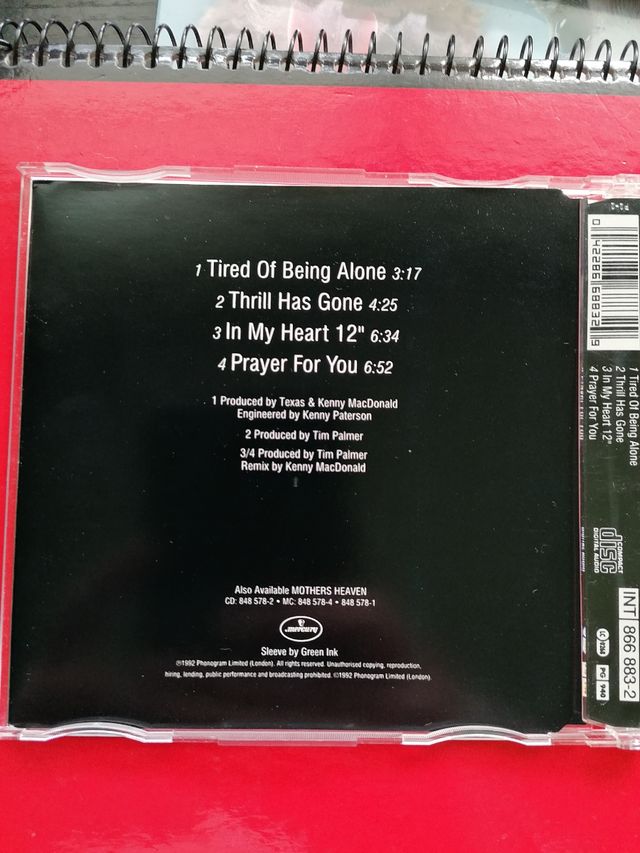 1 Tired Of Being Alone 3:17
2 Thrill Has Gone 4:25
3 In My Heart 12" 6:34
4 Prayer For You 6:52
1 Produced by Texas & Kenny MacDonald
Engineered by Kenny Paterson
2 Produced by Tim Palmer
3/4 Produced by Tim Palmer
Remix by Kenny MacDonald
Also Available MOTHERS HEAVEN
CD: 848 578-2 • MC: 848 578-4 • 848 578-1
mercury
Sleeve by Green Ink
℗1992 Phonogram Limited (London). All rights reserved. Unauthorised copying, reproduction,
hiring, lending, public performance and broadcasting prohibited. ©1992 Phonogram Limited (London).
1 Tired Of Being Alone
2 Thrill Has Gone
3 In My Heart 12"
4 Prayer For You
COMPACT
disc
DIGITAL AUDIO
INT 866 883-2
PG 940